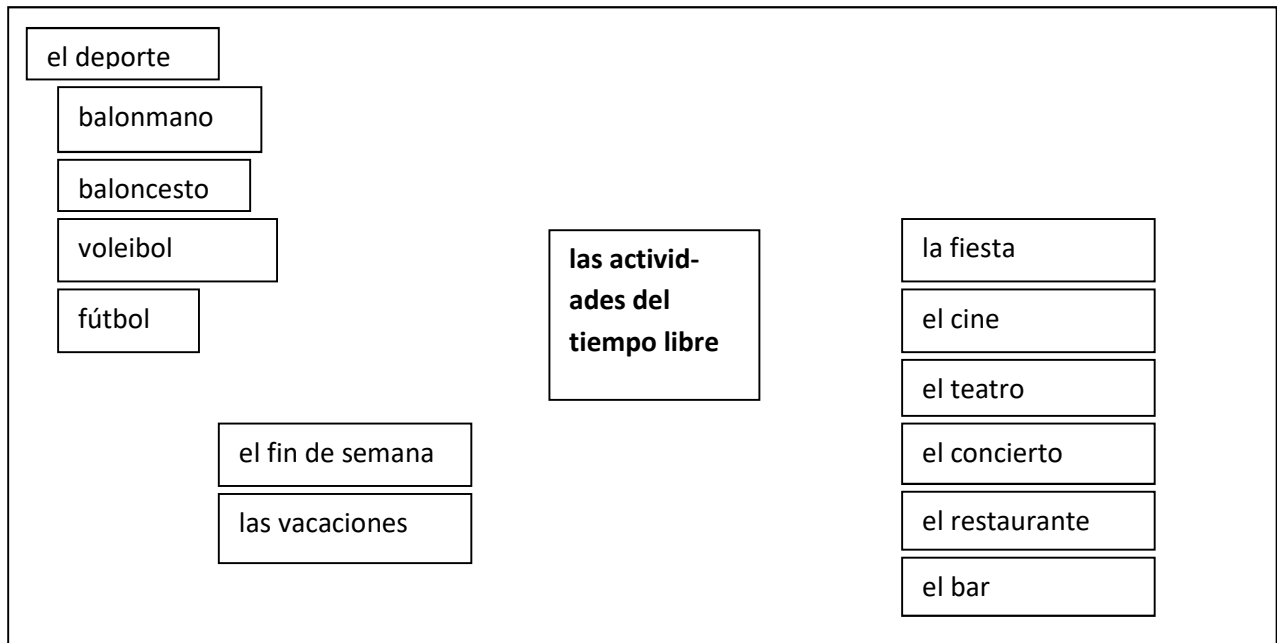 el deporte
balonmano
baloncesto
voleibol
fútbol
el fin de semana
las vacaciones
las activid-
ades del
tiempo libre
la fiesta
el cine
el teatro
el concierto
el restaurante
el bar